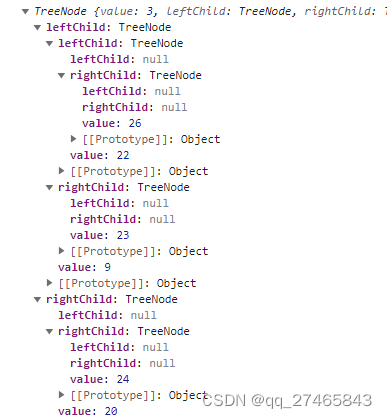 TreeNode {value: 3, leftChild: TreeNode, rightChild: T
leftChild: TreeNode
leftChild: TreeNode
leftChild: null
rightChild: TreeNode
leftChild: null
rightChild: null
value: 26
[[Prototype]]: Object
value: 22
[[Prototype]]: Object
rightChild: TreeNode
leftChild: null
rightChild: null
value: 23
[[Prototype]]: Object
value: 9
[[Prototype]]: Object
rightChild: TreeNode
leftChild: null
rightChild: TreeNode
leftChild: null
rightChild: null
value: 24
[[Prototype]]: Object
value: 20
CSDN @qq_27465843